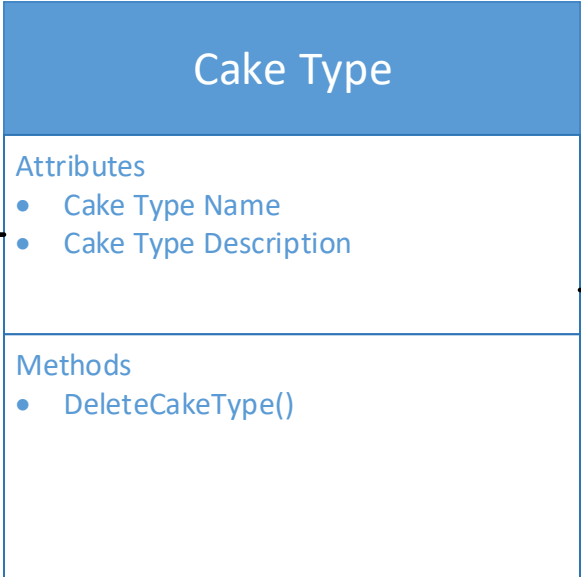 Cake Type
Attributes
• Cake Type Name
• Cake Type Description
Methods
• DeleteCakeType()